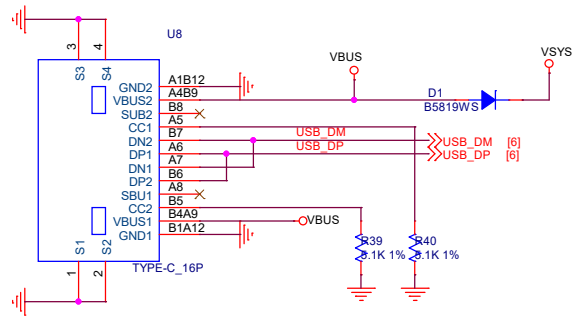 U8
3
4
S3
S4
GND2 A1B12
VBUS2 A4B9
SUB2 B8
CC1 A5
DN2 B7
DP1 A6
DN1 A7
DP2 B6
SBU1 A8
CC2 B5
VBUS1 B4A9
GND1 B1A12
S1
S2
1
2
TYPE-C_16P
VBUS
D1
B5819WS
VSYS
USB_DM
USB_DP
USB_DM [6]
USB_DP [6]
VBUS
R39
5.1K 1%
R40
5.1K 1%